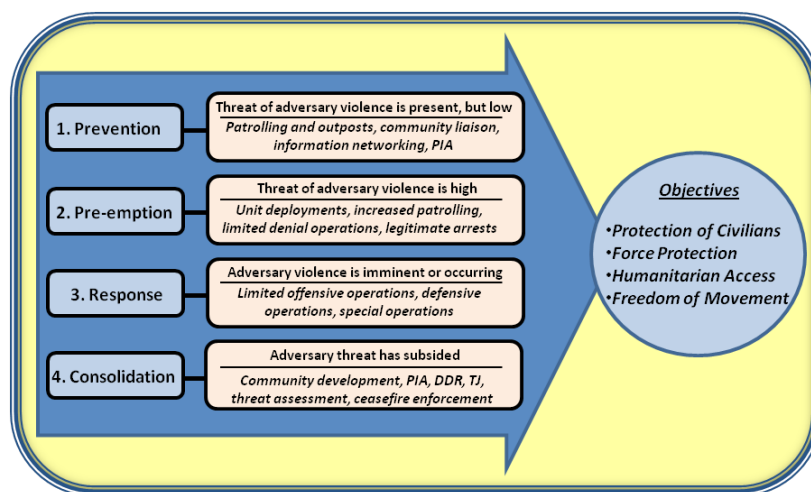 1. Prevention
Threat of adversary violence is present, but low
Patrolling and outposts, community liaison,
information networking, PIA
2. Pre-emption
Threat of adversary violence is high
Unit deployments, increased patrolling,
limited denial operations, legitimate arrests
3. Response
Adversary violence is imminent or occurring
Limited offensive operations, defensive
operations, special operations
4. Consolidation
Adversary threat has subsided
Community development, PIA, DDR, TJ,
threat assessment, ceasefire enforcement
Objectives
•Protection of Civilians
•Force Protection
•Humanitarian Access
•Freedom of Movement